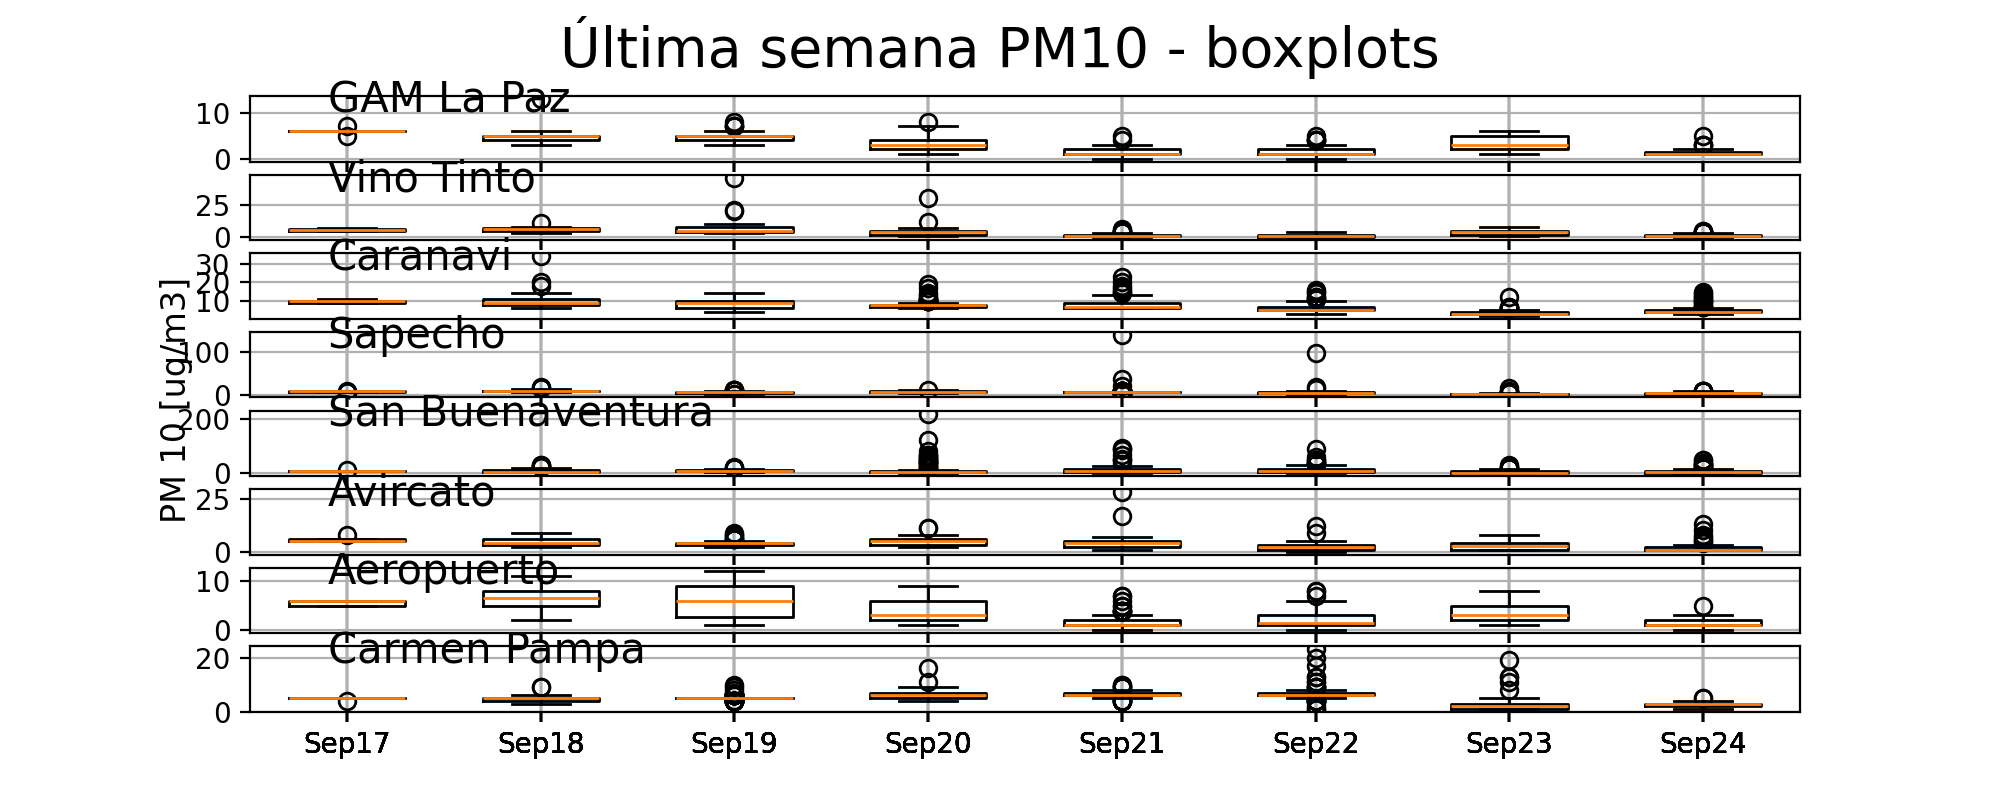 Última semana PM10 - boxplots
GAM La Paz
10
0
Vino Tinto
25
0
Caranavi
30
20
10
Sapecho
100
0
San Buenaventura
200
0
Avircato
25
0
Aeropuerto
10
0
Carmen Pampa
20
0
PM 10 [ug/m3]
Sep17 Sep18 Sep19 Sep20 Sep21 Sep22 Sep23 Sep24